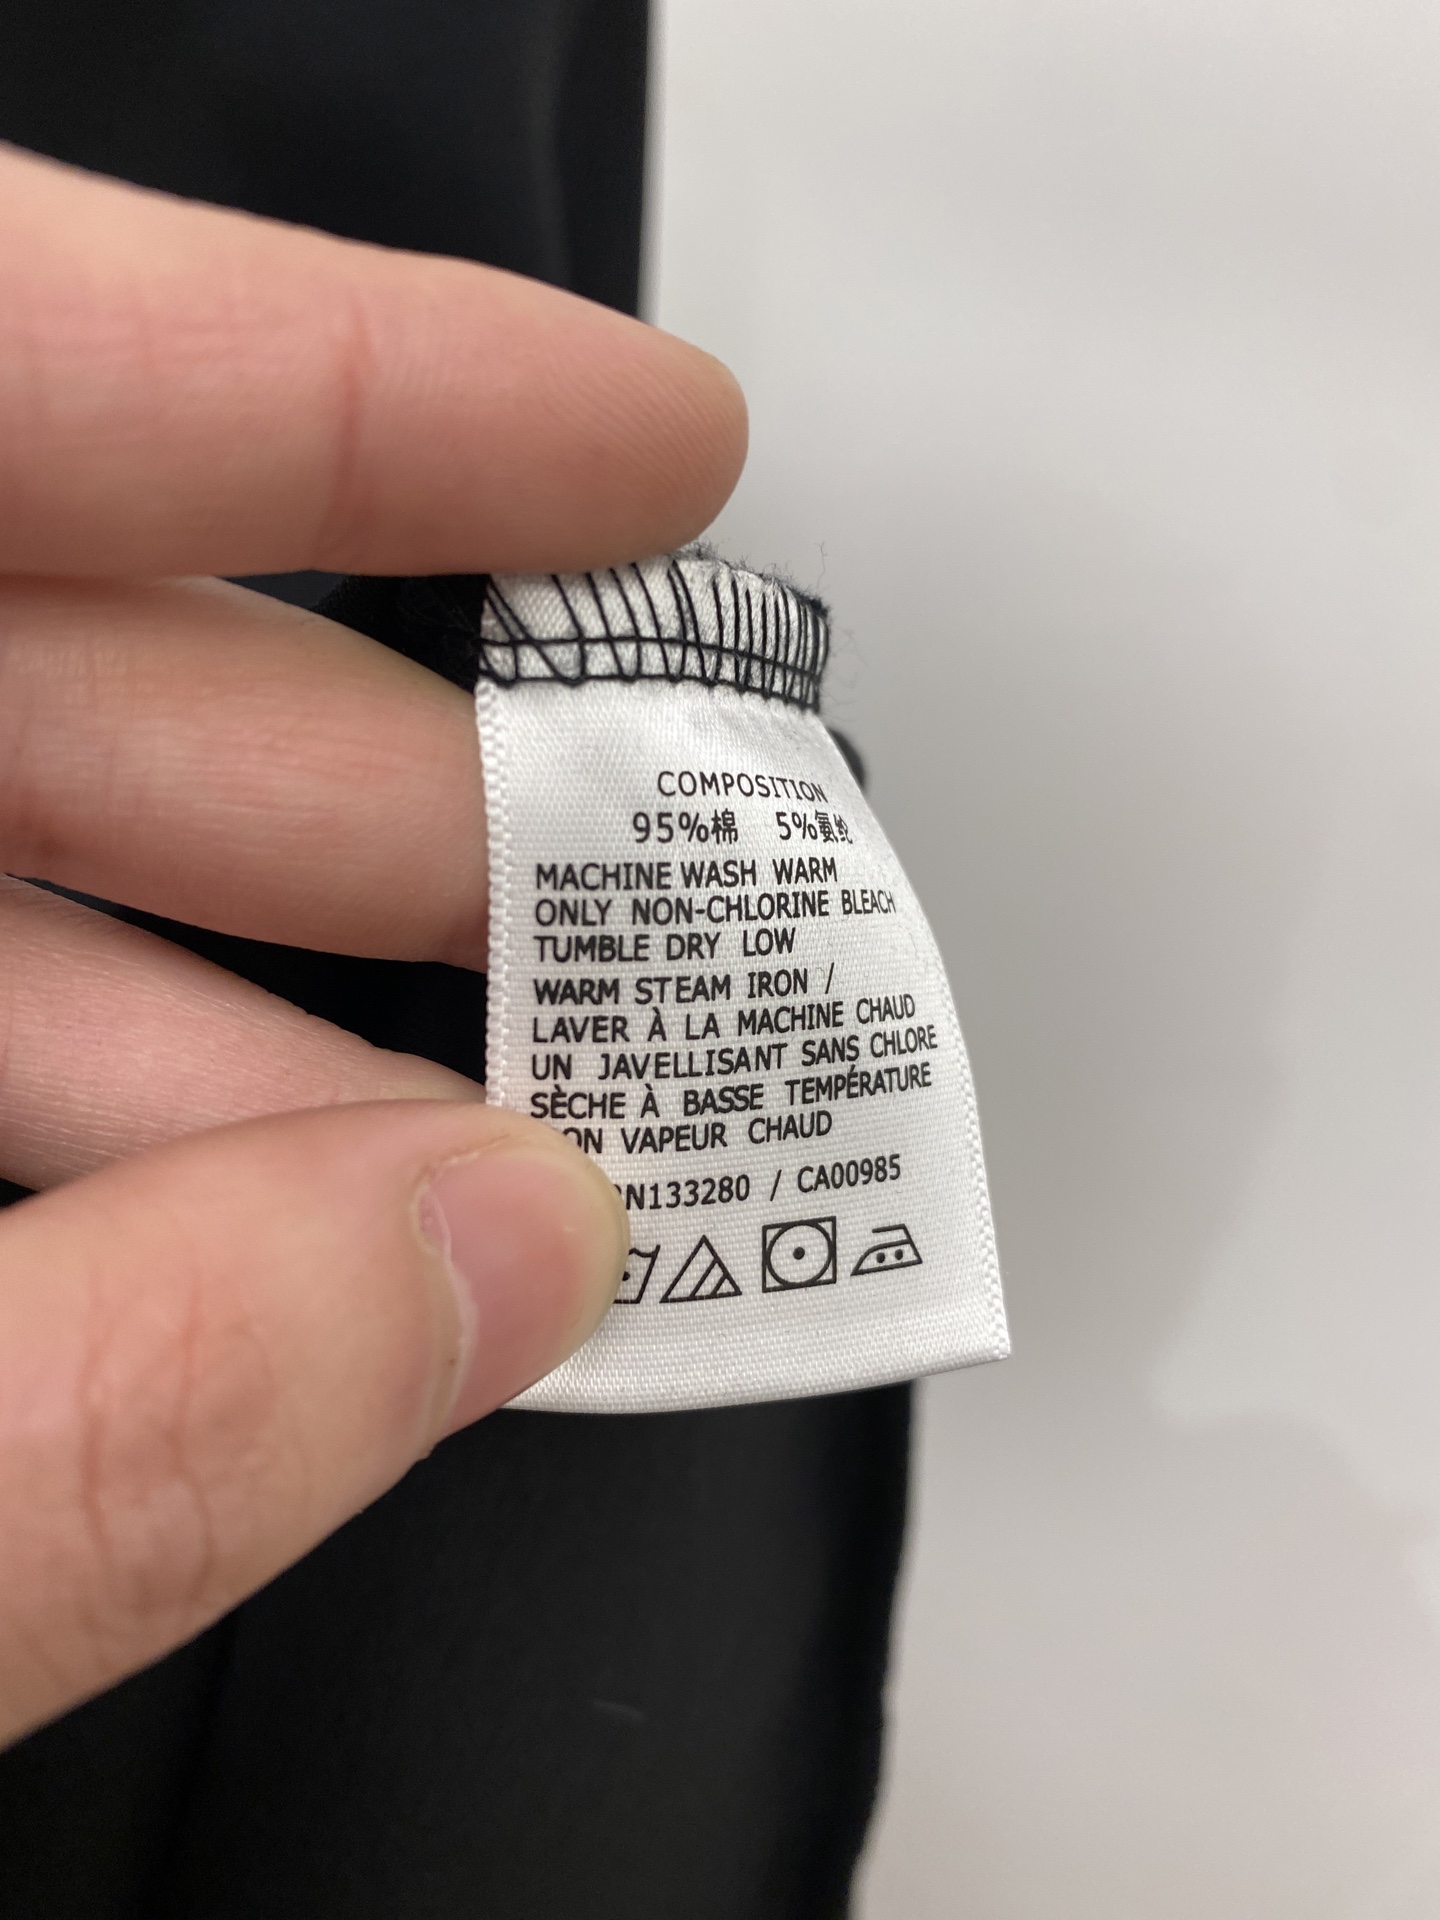 COMPOSITION
95%棉 5%氨纶
MACHINE WASH WARM
ONLY NON-CHLORINE BLEACH
TUMBLE DRY LOW
WARM STEAM IRON /
LAVER À LA MACHINE CHAUD
UN JAVELLISANT SANS CHLORE
SÈCHE À BASSE TEMPÉRATURE
VAPEUR CHAUD
/ CA00985